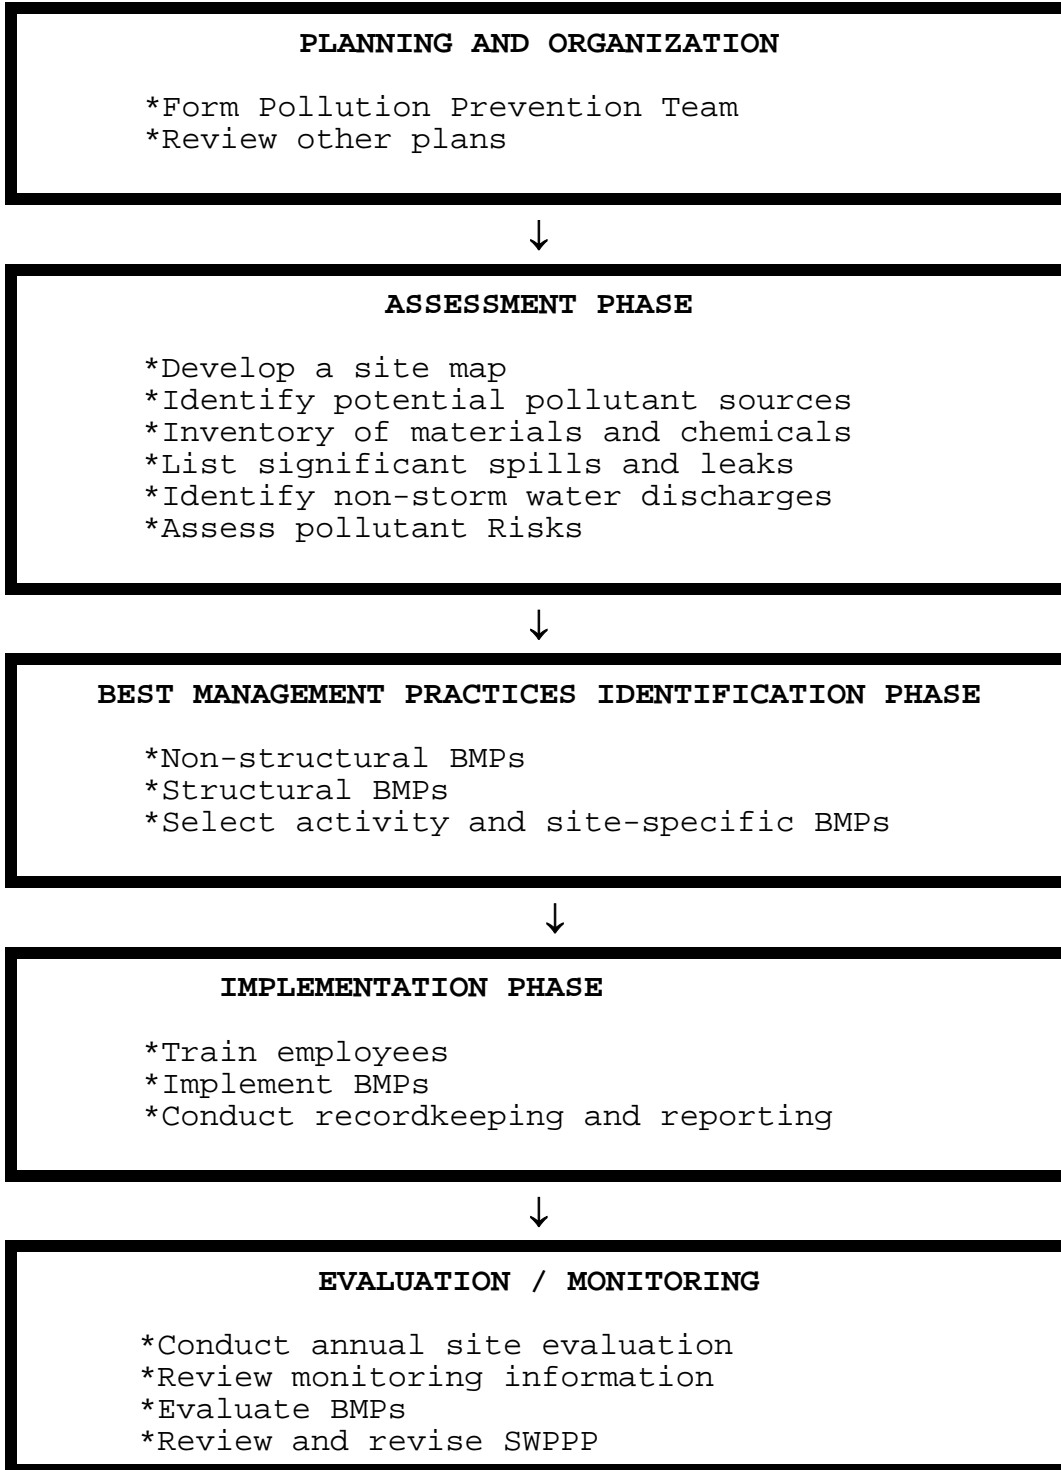 PLANNING AND ORGANIZATION
*Form Pollution Prevention Team
*Review other plans
↓
ASSESSMENT PHASE
*Develop a site map
*Identify potential pollutant sources
*Inventory of materials and chemicals
*List significant spills and leaks
*Identify non-storm water discharges
*Assess pollutant Risks
↓
BEST MANAGEMENT PRACTICES IDENTIFICATION PHASE
*Non-structural BMPs
*Structural BMPs
*Select activity and site-specific BMPs
↓
IMPLEMENTATION PHASE
*Train employees
*Implement BMPs
*Conduct recordkeeping and reporting
↓
EVALUATION / MONITORING
*Conduct annual site evaluation
*Review monitoring information
*Evaluate BMPs
*Review and revise SWPPP